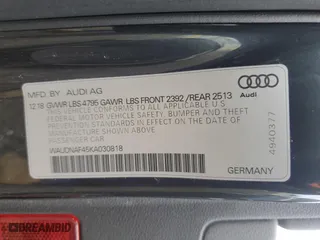 MFD BY AUDI AG
12.18 GVWR LBS 4795 GAWR LBS FRONT 2392 /REAR 2513
THIS VEHICLE CONFORMS TO ALL APPLICABLE
FEDERAL MOTOR VEHICLE SAFETY, BUMPER AND THEFT
PREVENTION STANDARDS IN EFFECT ON THE DATE OF
MANUFACTURE SHOWN ABOVE.
PASSENGER CAR
WAUDNAF45KA030818
GERMANY
Audi
4940377
DREAMBID